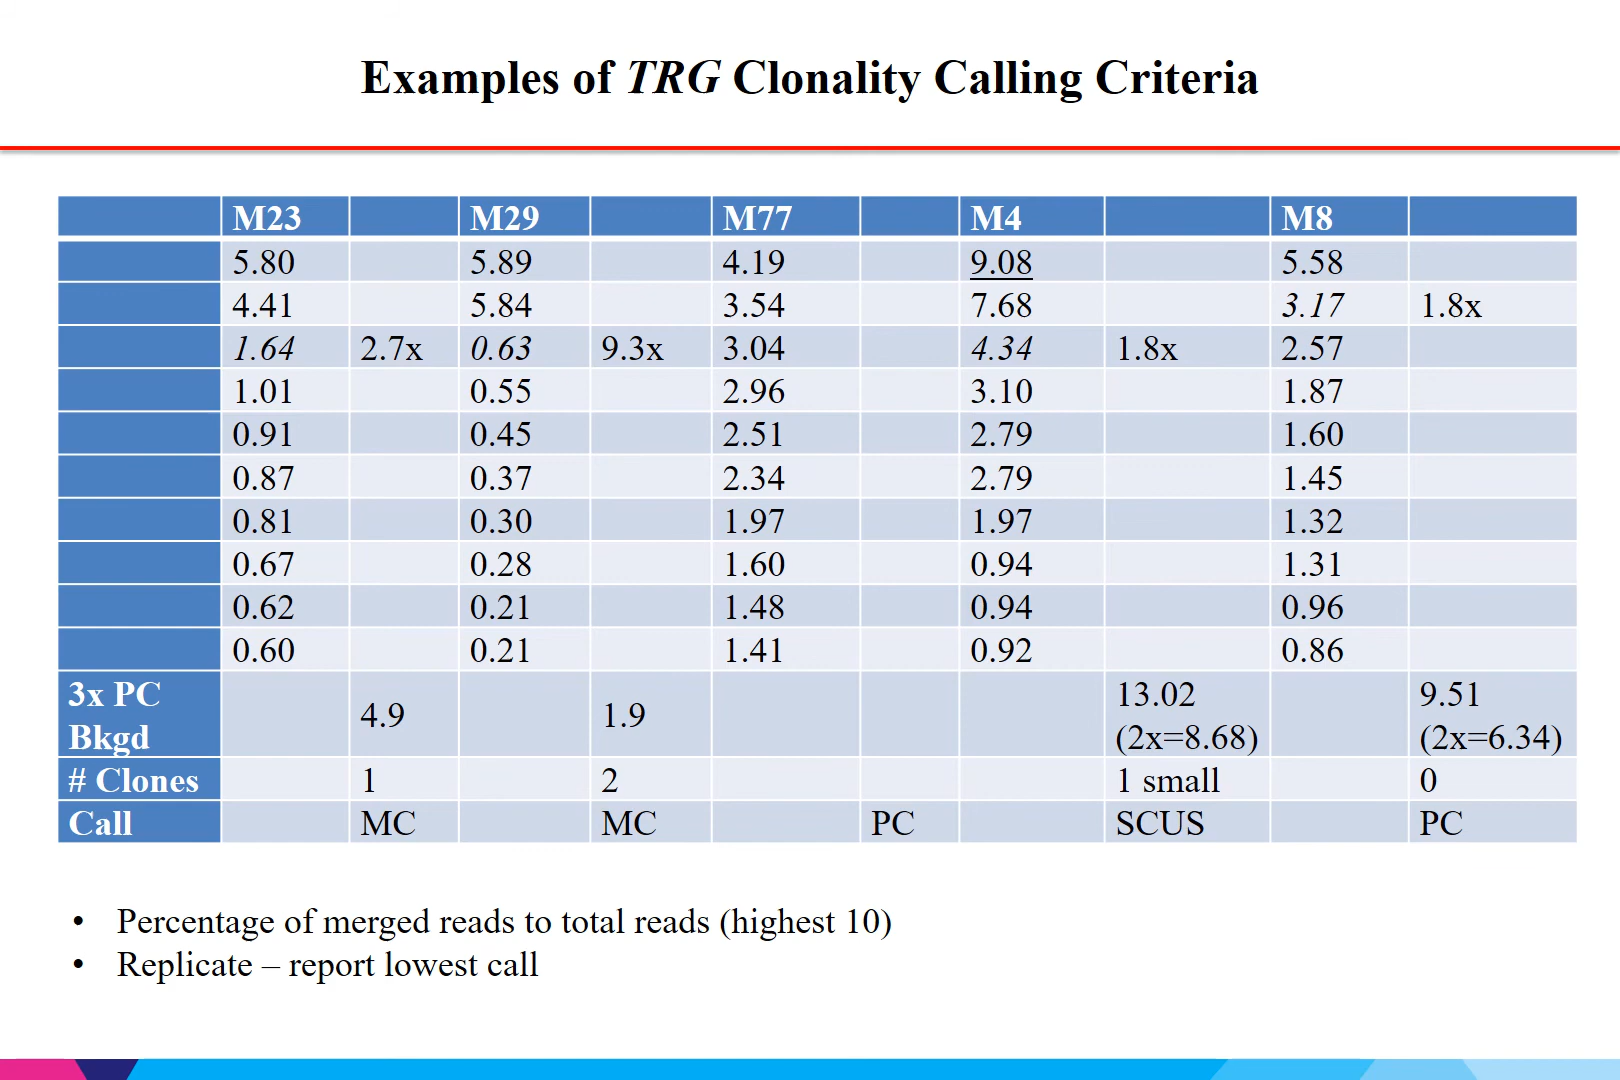 Examples of TRG Clonality Calling Criteria
M23 M29 M77 M4 M8
5.80 5.89 4.19 9.08 5.58
4.41 5.84 3.54 7.68 3.17 1.8x
1.64 2.7x 0.63 9.3x 3.04 4.34 1.8x 2.57
1.01 0.55 2.96 3.10 1.87
0.91 0.45 2.51 2.79 1.60
0.87 0.37 2.34 2.79 1.45
0.81 0.30 1.97 1.97 1.32
0.67 0.28 1.60 0.94 1.31
0.62 0.21 1.48 0.94 0.96
0.60 0.21 1.41 0.92 0.86
3x PC
Bkgd
4.9 1.9
13.02
(2x=8.68)
9.51
(2x=6.34)
# Clones 1 2 1 small 0
Call MC MC PC SCUS PC
• Percentage of merged reads to total reads (highest 10)
• Replicate – report lowest call